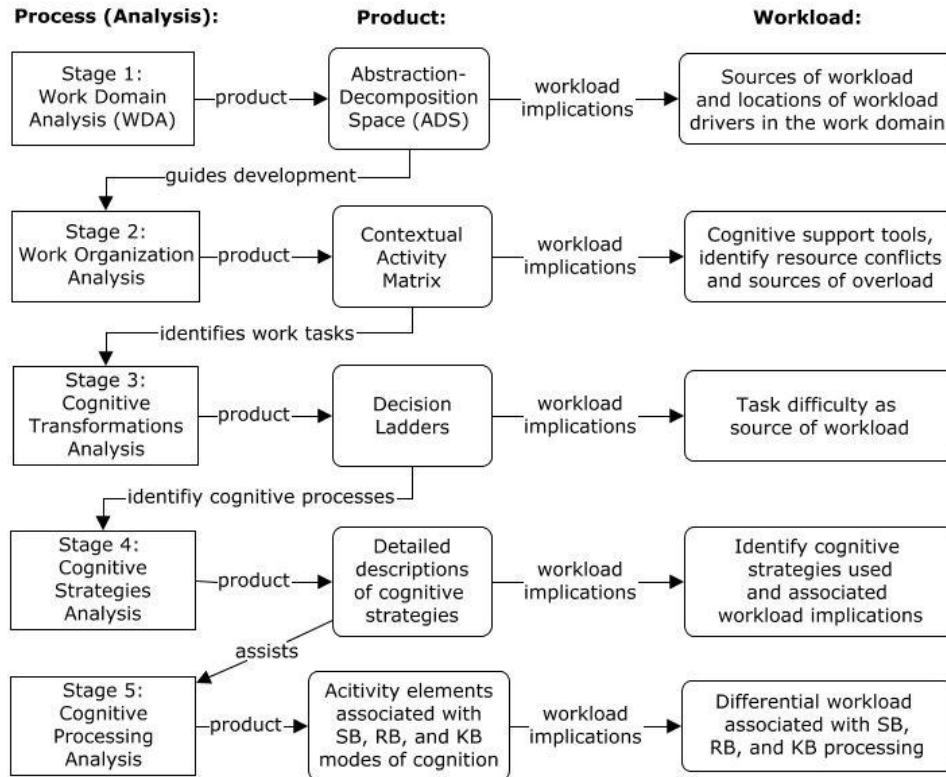 Process (Analysis):
Product:
Workload:
Stage 1:
Work Domain
Analysis (WDA)
product
Abstraction-
Decomposition
Space (ADS)
workload
implications
Sources of workload
and locations of workload
drivers in the work domain
guides development
Stage 2:
Work Organization
Analysis
product
Contextual
Activity
Matrix
workload
implications
Cognitive support tools,
identify resource conflicts
and sources of overload
identifies work tasks
Stage 3:
Cognitive
Transformations
Analysis
product
Decision
Ladders
workload
implications
Task difficulty as
source of workload
identifiy cognitive processes
Stage 4:
Cognitive
Strategies
Analysis
product
Detailed
descriptions
of cognitive
strategies
workload
implications
Identify cognitive
strategies used
and associated
workload implications
assists
Stage 5:
Cognitive
Processing
Analysis
product
Acitivity elements
associated with
SB, RB, and KB
modes of cognition
workload
implications
Differential workload
associated with SB,
RB, and KB processing